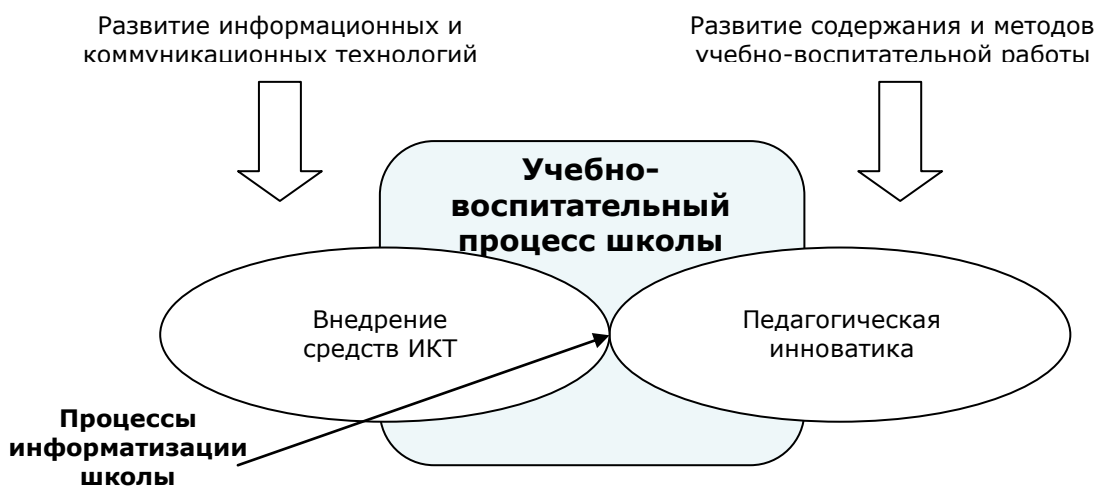 Развитие информационных и
коммуникационных технологий
Развитие содержания и методов
учебно-воспитательной работы
Учебно-
воспитательный
процесс школы
Внедрение
средств ИКТ
Педагогическая
инноватика
Процессы
информатизации
школы